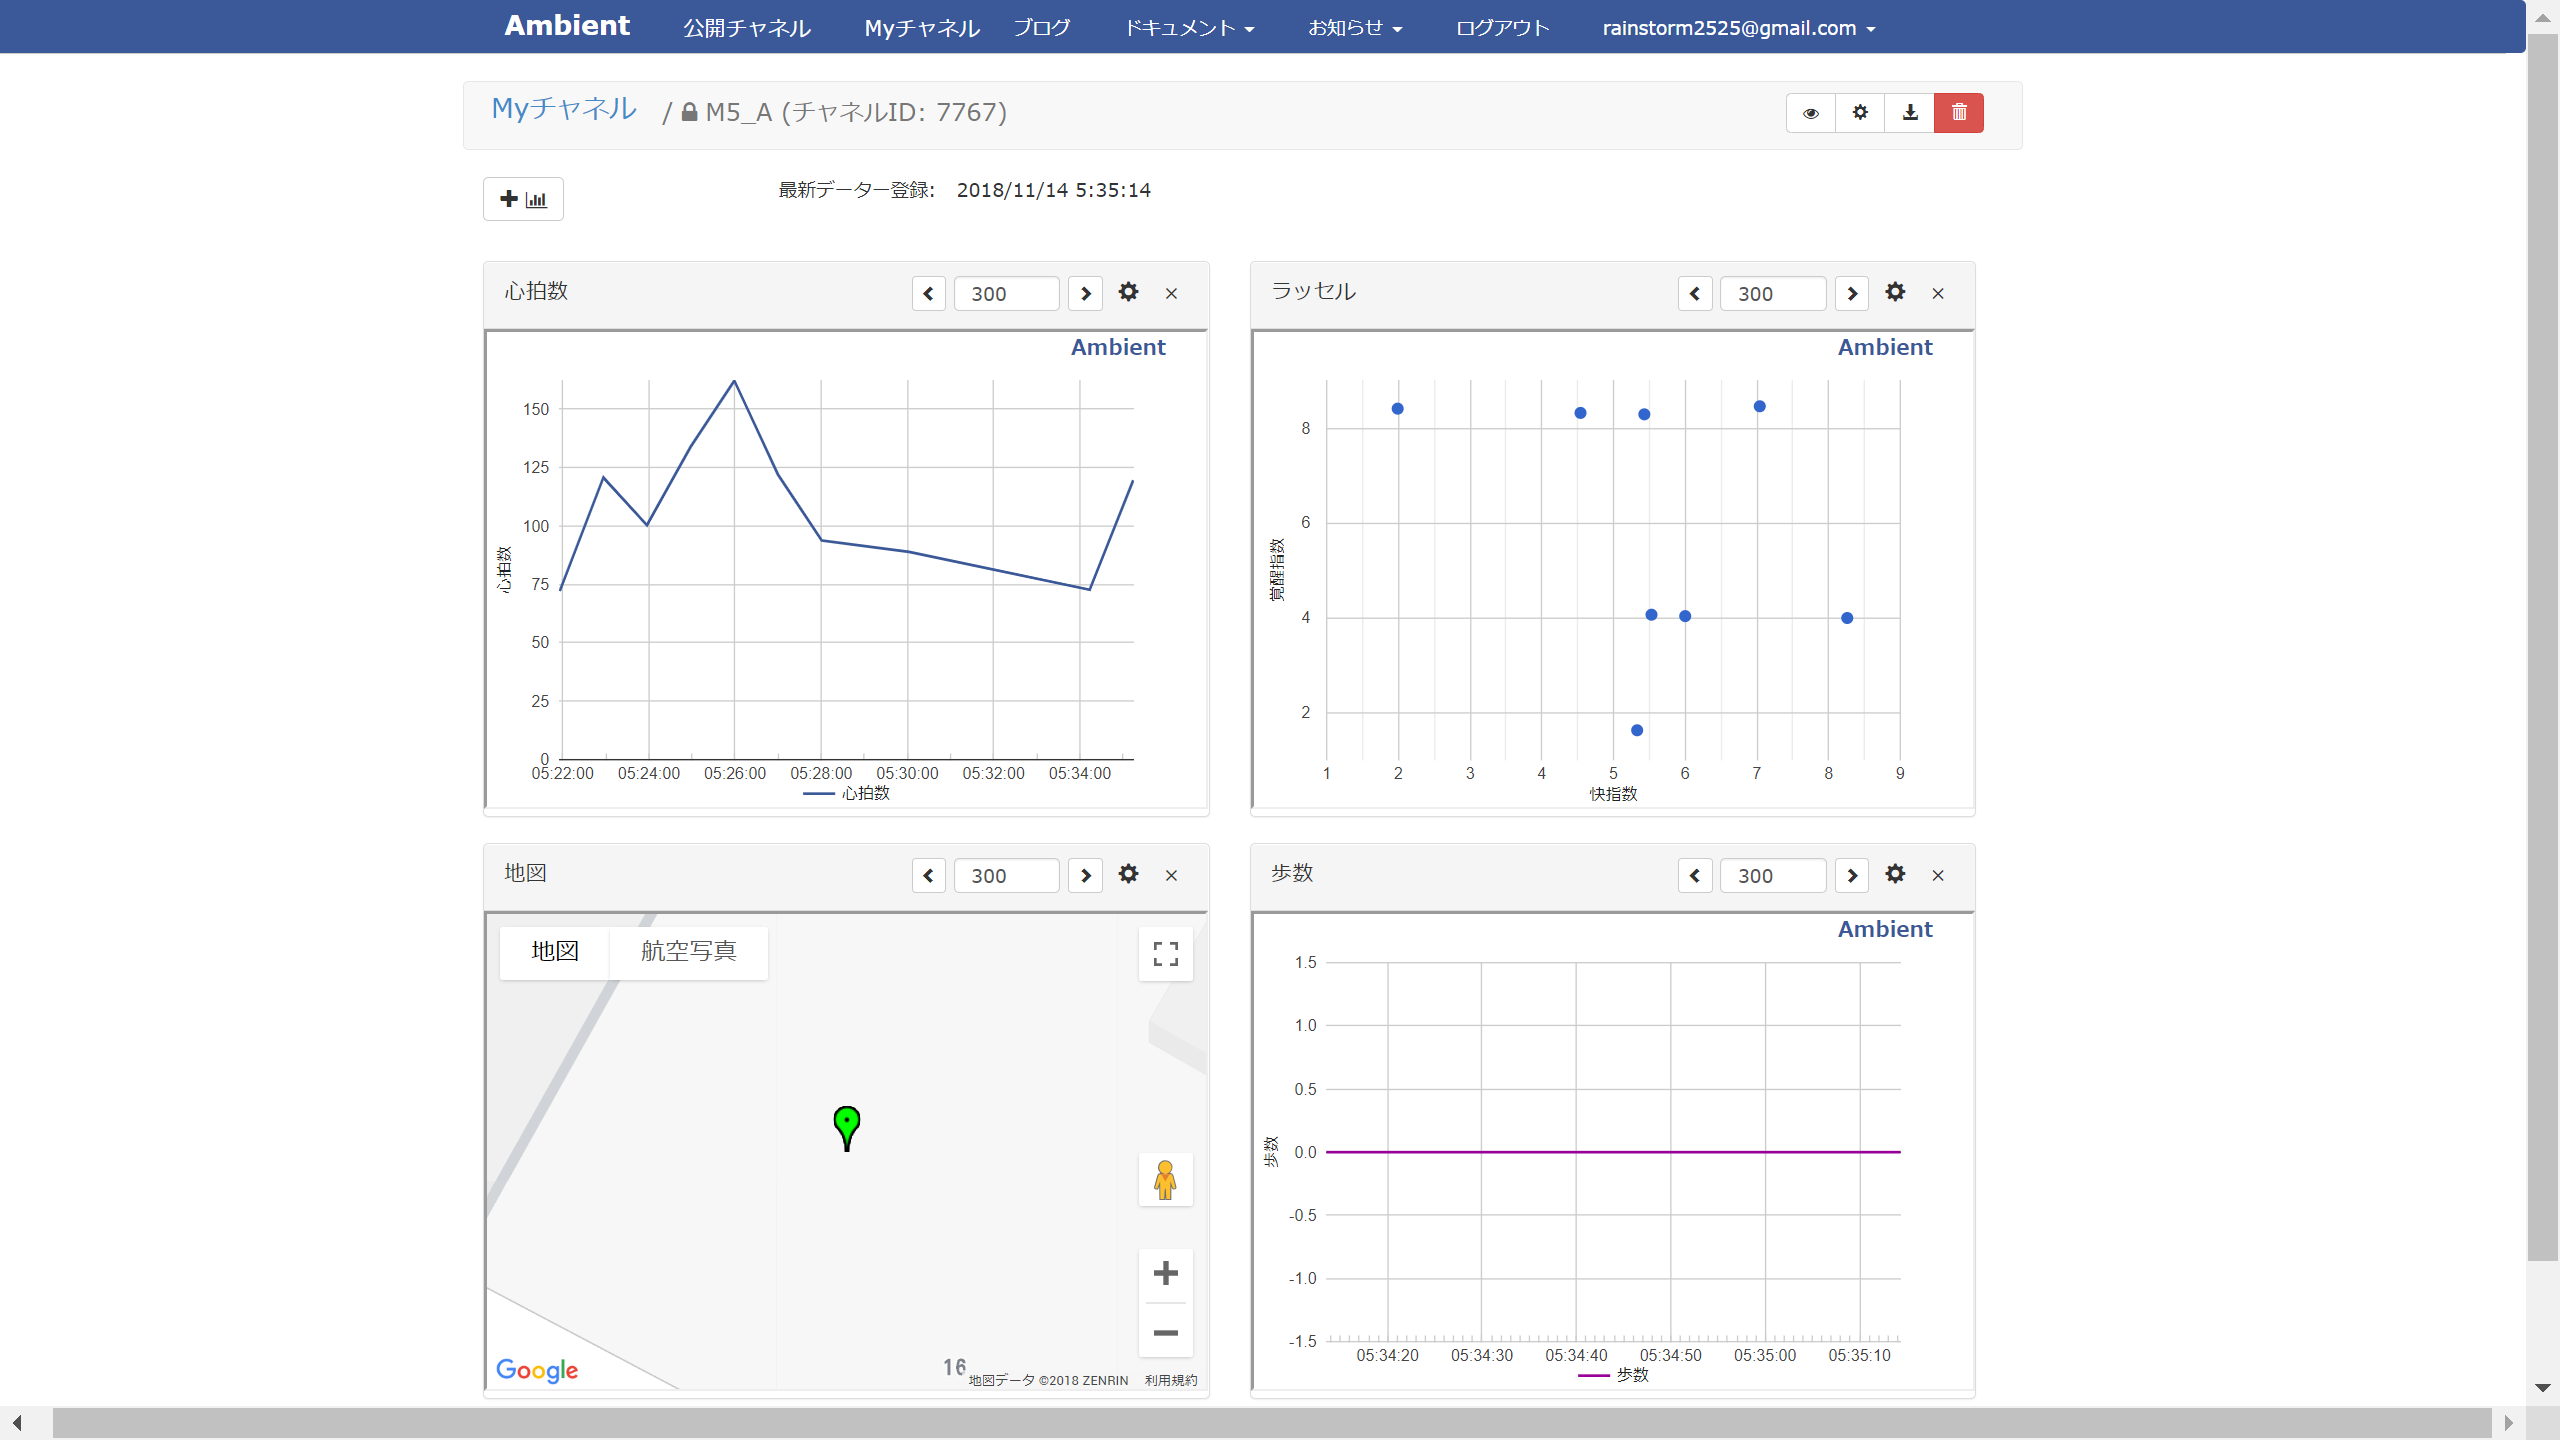 Ambient 公開チャンネル Myチャネル ブログ ドキュメント お知らせ ログアウト rainstorm2525@gmail.com
Myチャネル / M5_A (チャネルID: 7767)
最新データー登録: 2018/11/14 5:35:14
心拍数 300
Ambient
150
125
100
75
50
25
0
心拍数
05:22:00 05:24:00 05:26:00 05:28:00 05:30:00 05:32:00 05:34:00
心拍数
ラッセル 300
Ambient
8
6
4
2
覚醒指数
1 2 3 4 5 6 7 8 9
快指数
地図 300
地図 航空写真
16
Google
地図データ ©2018 ZENRIN 利用規約
歩数 300
Ambient
1.5
1.0
0.5
0.0
-0.5
-1.0
-1.5
歩数
05:34:20 05:34:30 05:34:40 05:34:50 05:35:00 05:35:10
歩数